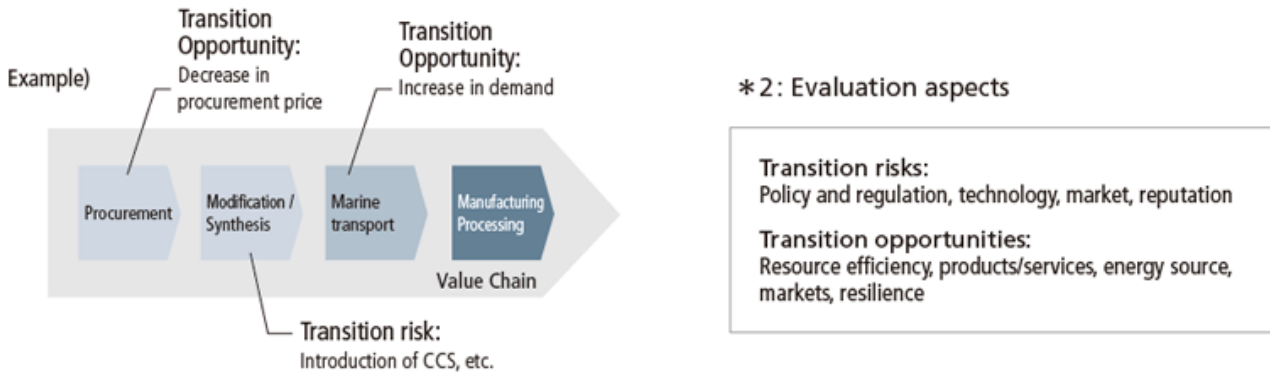 Example)
Transition
Opportunity:
Decrease in
procurement price
Transition
Opportunity:
Increase in demand
Procurement
Modification /
Synthesis
Marine
transport
Manufacturing
Processing
Value Chain
Transition risk:
Introduction of CCS, etc.
*2: Evaluation aspects
Transition risks:
Policy and regulation, technology, market, reputation
Transition opportunities:
Resource efficiency, products/services, energy source,
markets, resilience